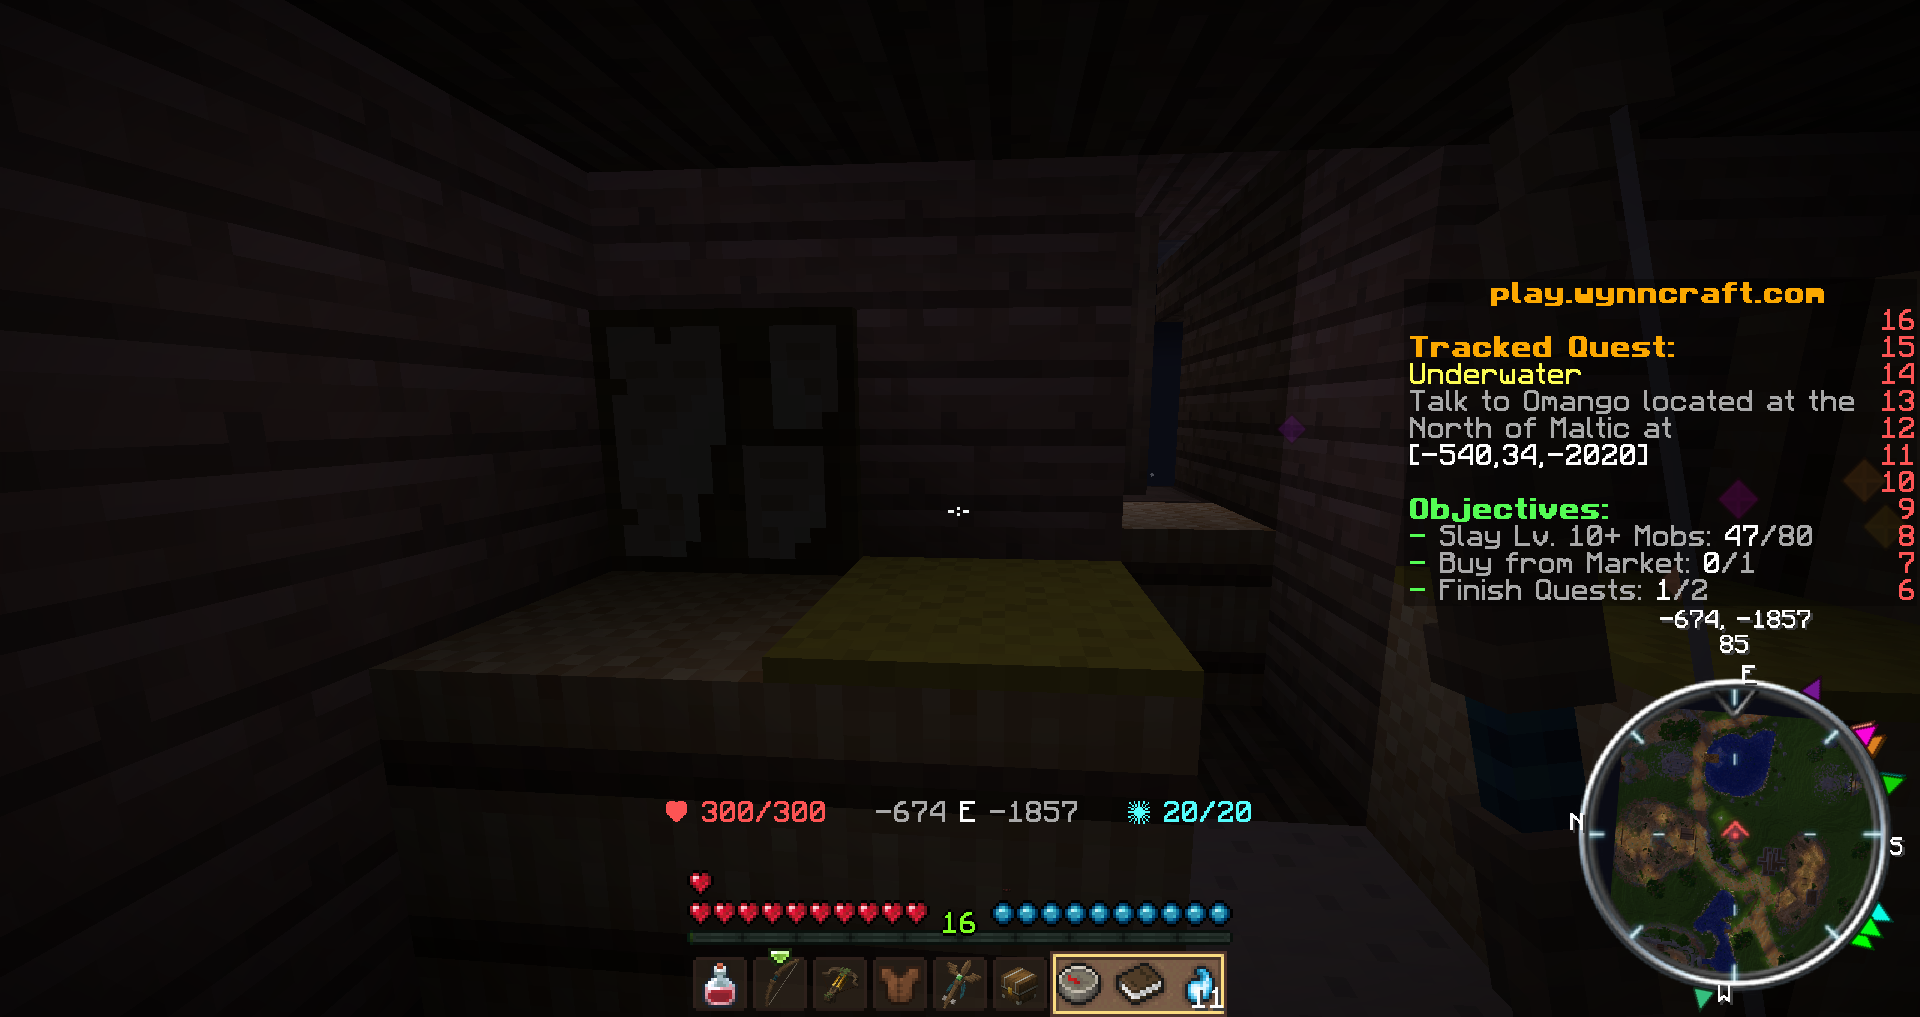 play.wynncraft.com
16
Tracked Quest: 15
Underwater 14
Talk to Omango located at the 13
North of Maltic at 12
[-540,34,-2020] 11
10
Objectives: 9
- Slay Lv. 10+ Mobs: 47/80 8
- Buy from Market: 0/1 7
- Finish Quests: 1/2 6
-674, -1857
85
E
N
S
W
300/300 -674 E -1857 20/20
16
11